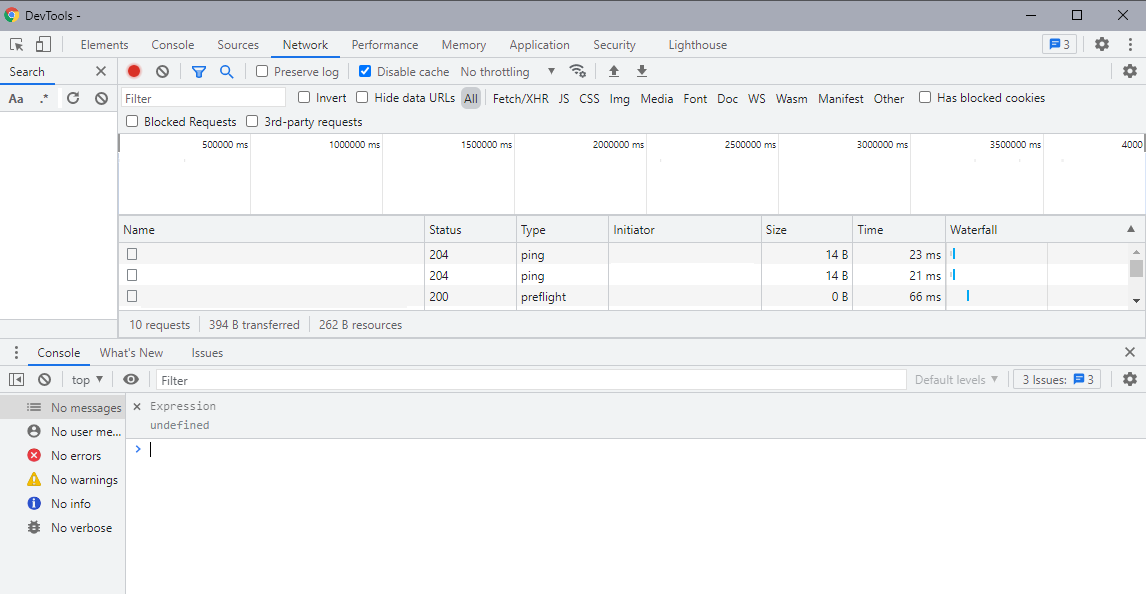 DevTools -
Elements Console Sources Network Performance Memory Application Security Lighthouse 3
Search Preserve log Disable cache No throttling
Aa .* Filter Invert Hide data URLs All Fetch/XHR JS CSS Img Media Font Doc WS Wasm Manifest Other Has blocked cookies
Blocked Requests 3rd-party requests
500000 ms 1000000 ms 1500000 ms 2000000 ms 2500000 ms 3000000 ms 3500000 ms 4000
Name Status Type Initiator Size Time Waterfall
204 ping 14 B 23 ms
204 ping 14 B 21 ms
200 preflight 0 B 66 ms
10 requests 394 B transferred 262 B resources
Console What's New Issues
top Filter Default levels 3 Issues: 3
No messages Expression
undefined
No user me...
No errors
No warnings
No info
No verbose